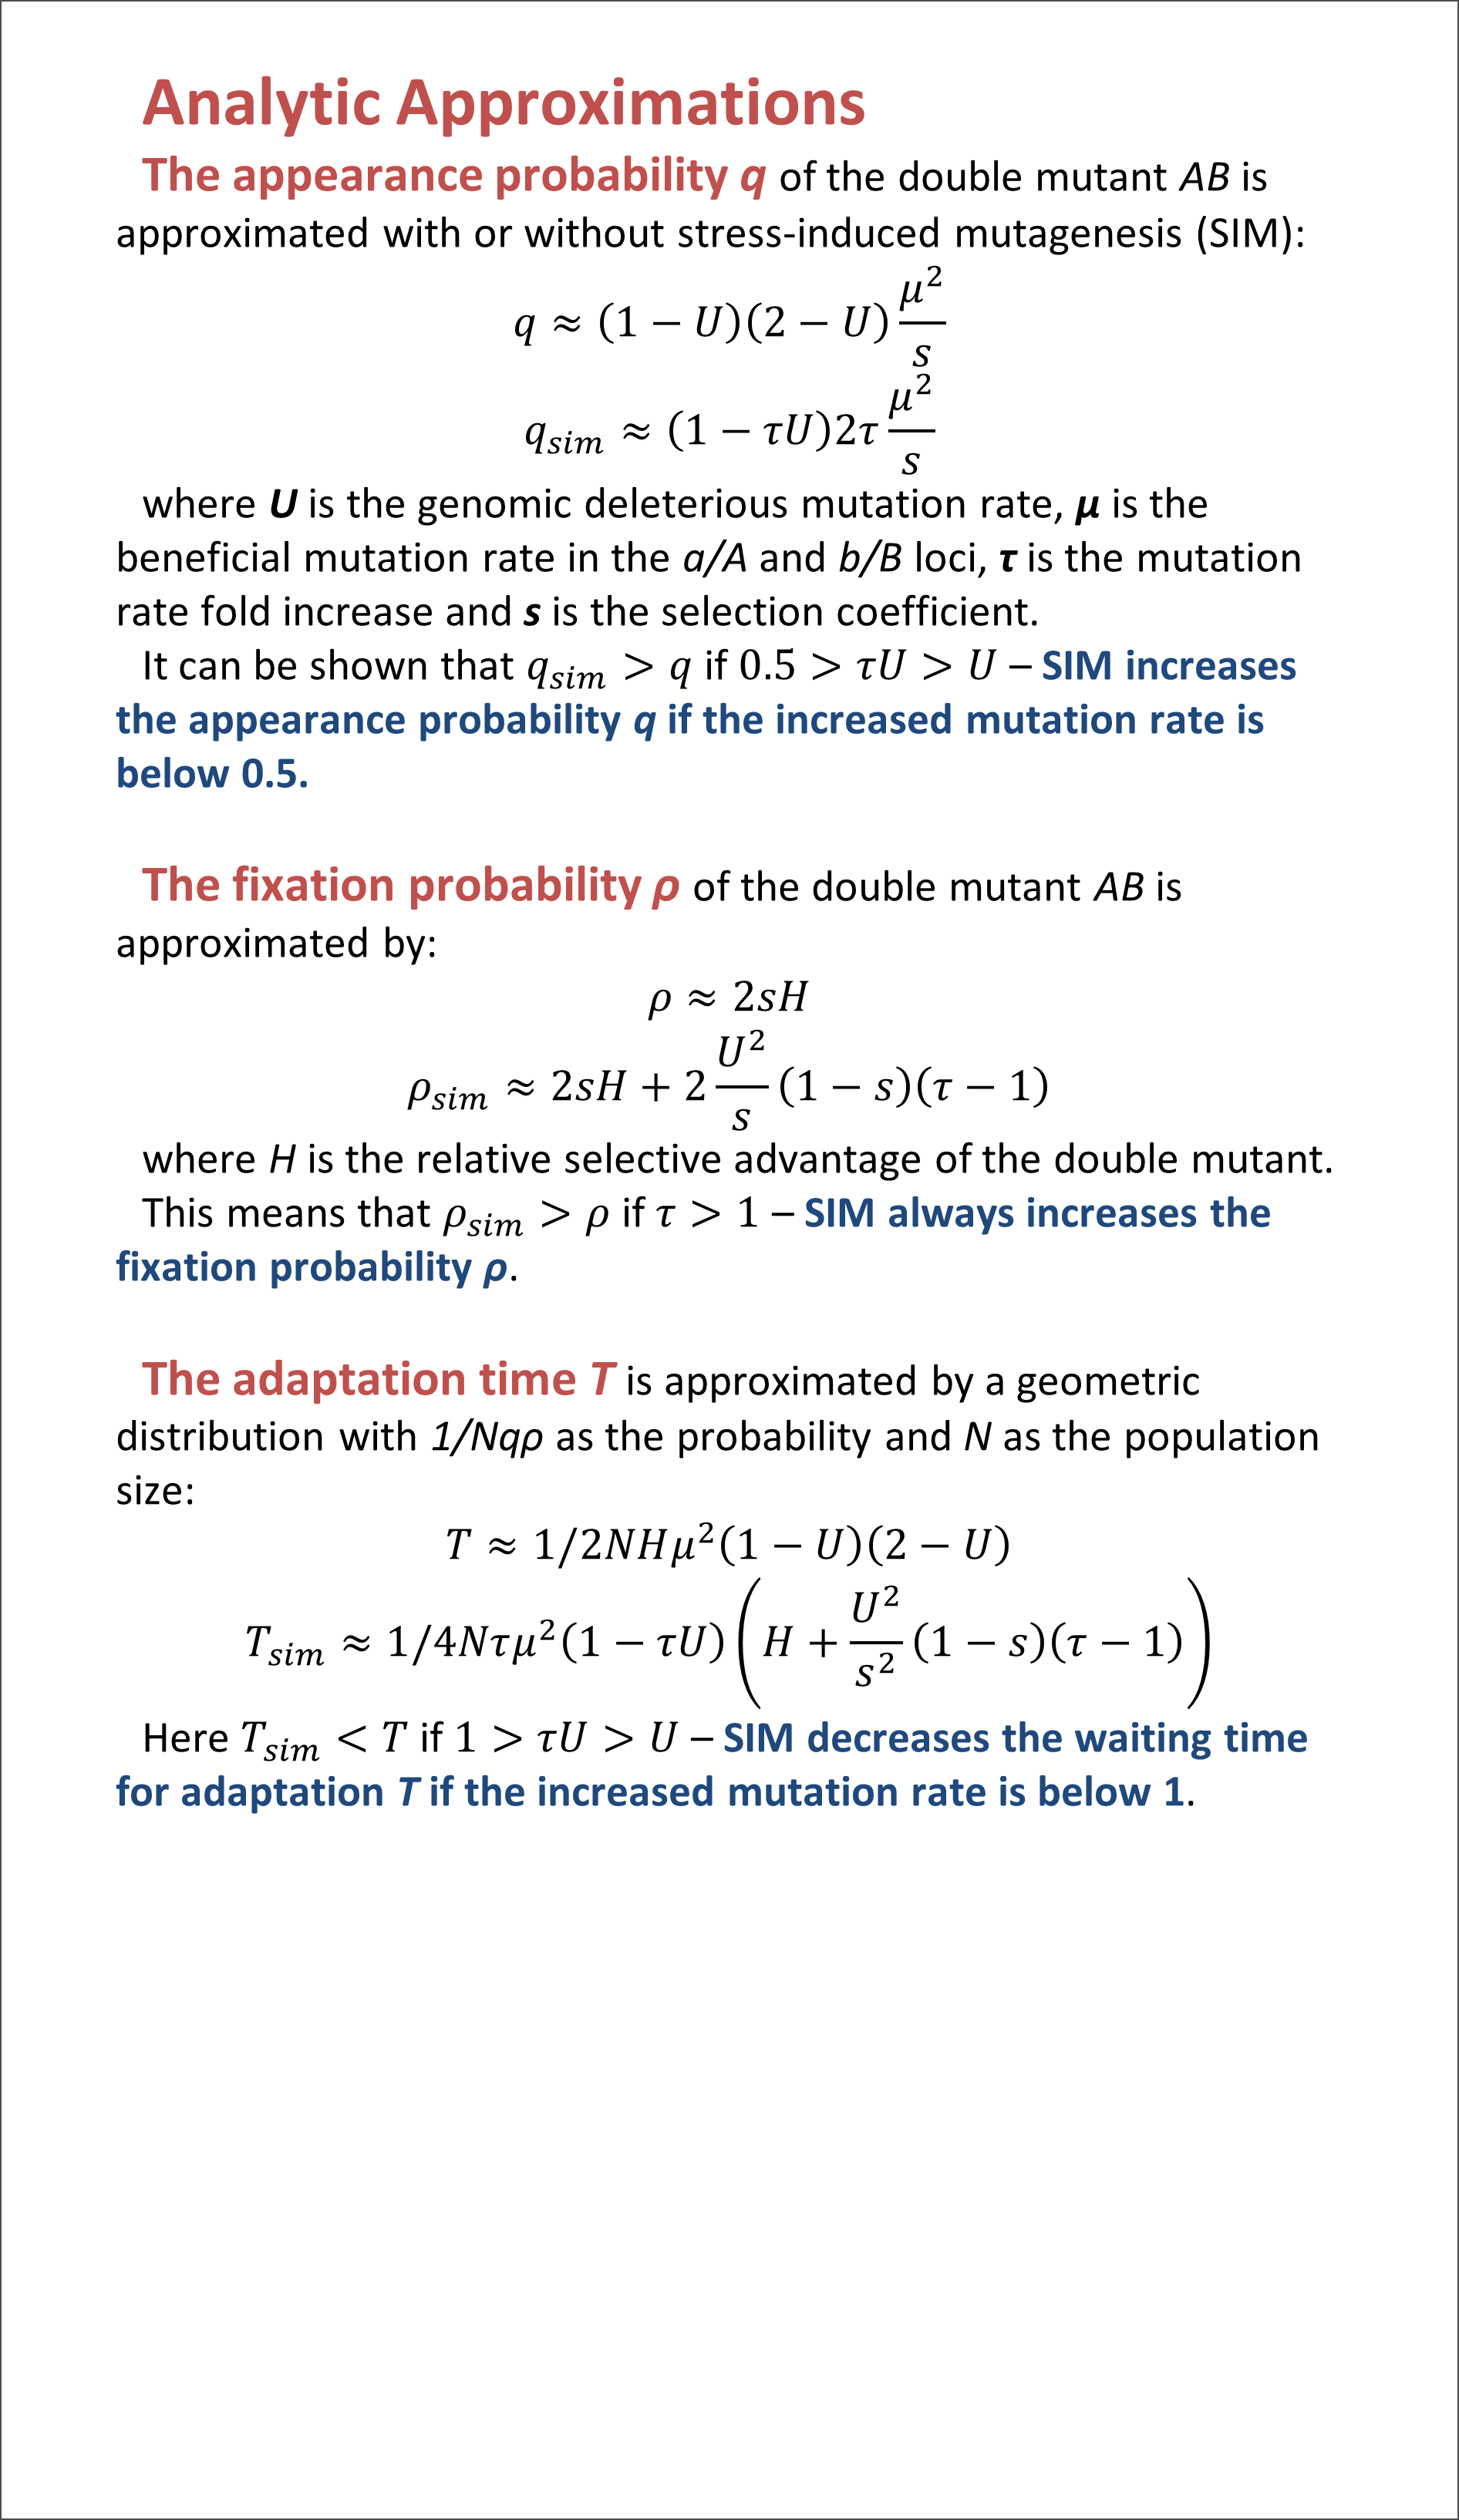 Analytic Approximations
The appearance probability q of the double mutant AB is
approximated with or without stress-induced mutagenesis (SIM):
q ≈ (1 − U)(2 − U) μ²/s
q_sim ≈ (1 − τU)2τ μ²/s
where U is the genomic deleterious mutation rate, μ is the
beneficial mutation rate in the a/A and b/B loci, τ is the mutation
rate fold increase and s is the selection coefficient.
It can be shown that q_sim > q if 0.5 > τU > U – SIM increases
the appearance probability q if the increased mutation rate is
below 0.5.
The fixation probability ρ of the double mutant AB is
approximated by:
ρ ≈ 2sH
ρ_sim ≈ 2sH + 2 U²/s (1 − s)(τ − 1)
where H is the relative selective advantage of the double mutant.
This means that ρ_sim > ρ if τ > 1 – SIM always increases the
fixation probability ρ.
The adaptation time T is approximated by a geometric
distribution with 1/Nqρ as the probability and N as the population
size:
T ≈ 1/2NHμ²(1 − U)(2 − U)
T_sim ≈ 1/4Nτμ²(1 − τU) (H + U²/s² (1 − s)(τ − 1))
Here T_sim < T if 1 > τU > U – SIM decreases the waiting time
for adaptation T if the increased mutation rate is below 1.